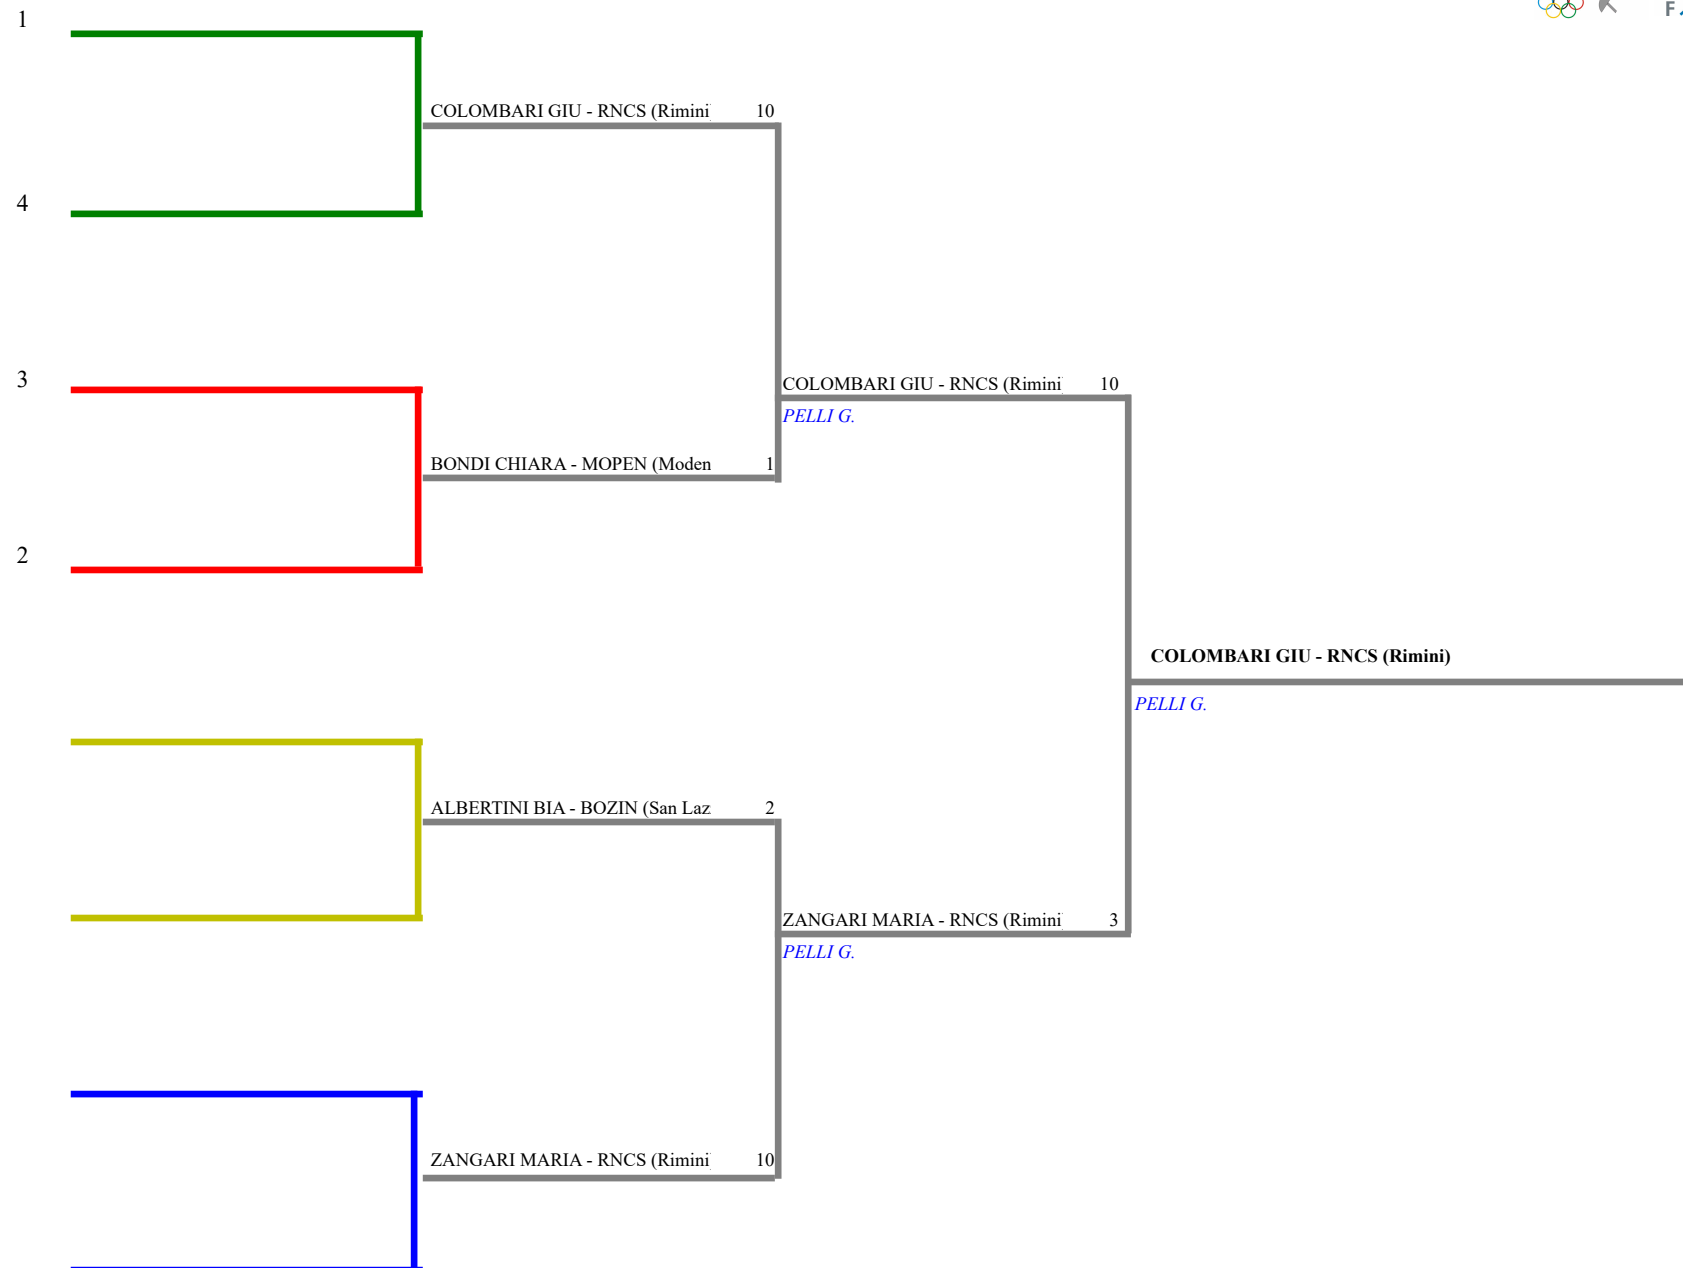 1
COLOMBARI GIU - RNCS (Rimini 10
4
3
COLOMBARI GIU - RNCS (Rimini 10
PELLI G.
BONDI CHIARA - MOPEN (Moden 1
2
COLOMBARI GIU - RNCS (Rimini)
PELLI G.
ALBERTINI BIA - BOZIN (San Laz 2
ZANGARI MARIA - RNCS (Rimini 3
PELLI G.
ZANGARI MARIA - RNCS (Rimini 10